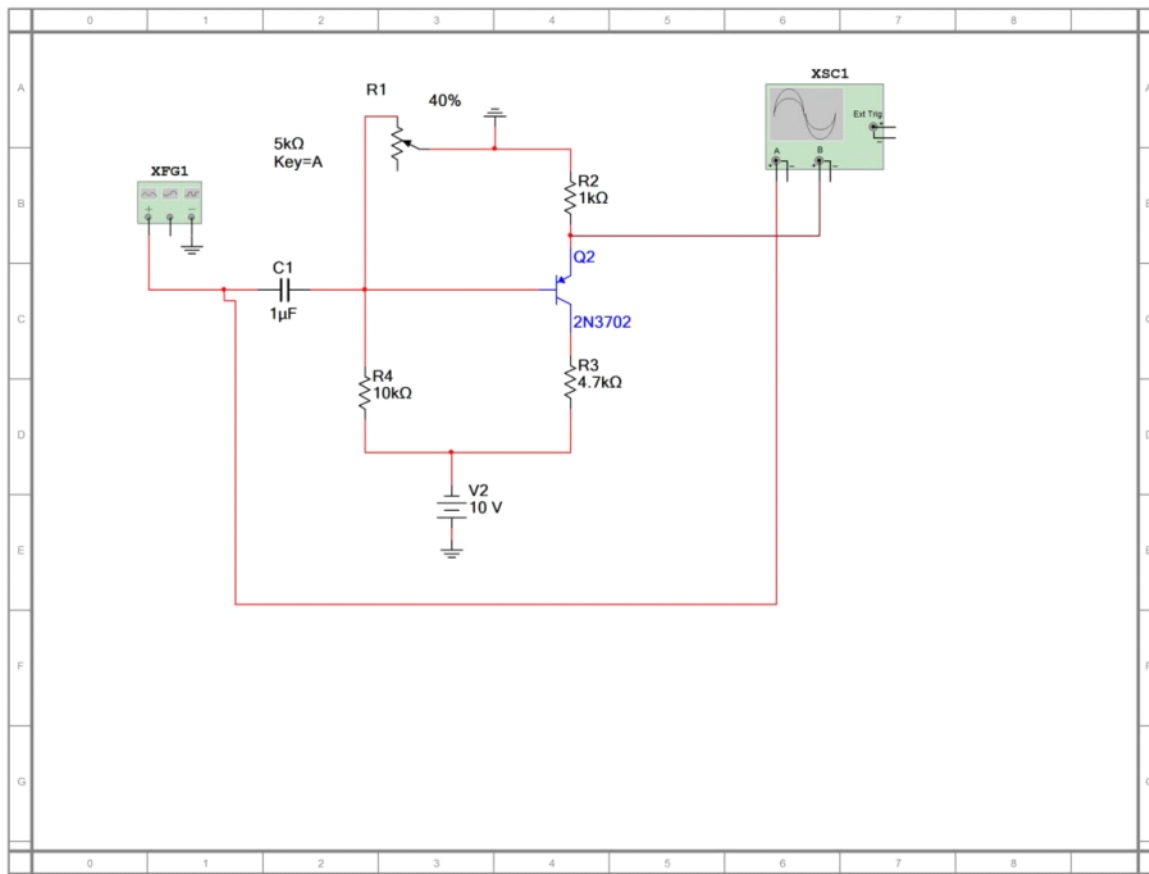 0 1 2 3 4 5 6 7 8
A
A
XSC1
R1
40%
Ext Trig
+
−
5kΩ
Key=A
A
B
+
−
+
−
XFG1
+
−
R2
1kΩ
B
B
Q2
C1
1µF
C
C
2N3702
R3
4.7kΩ
R4
10kΩ
D
D
V2
10 V
E
E
F
F
G
G
0 1 2 3 4 5 6 7 8